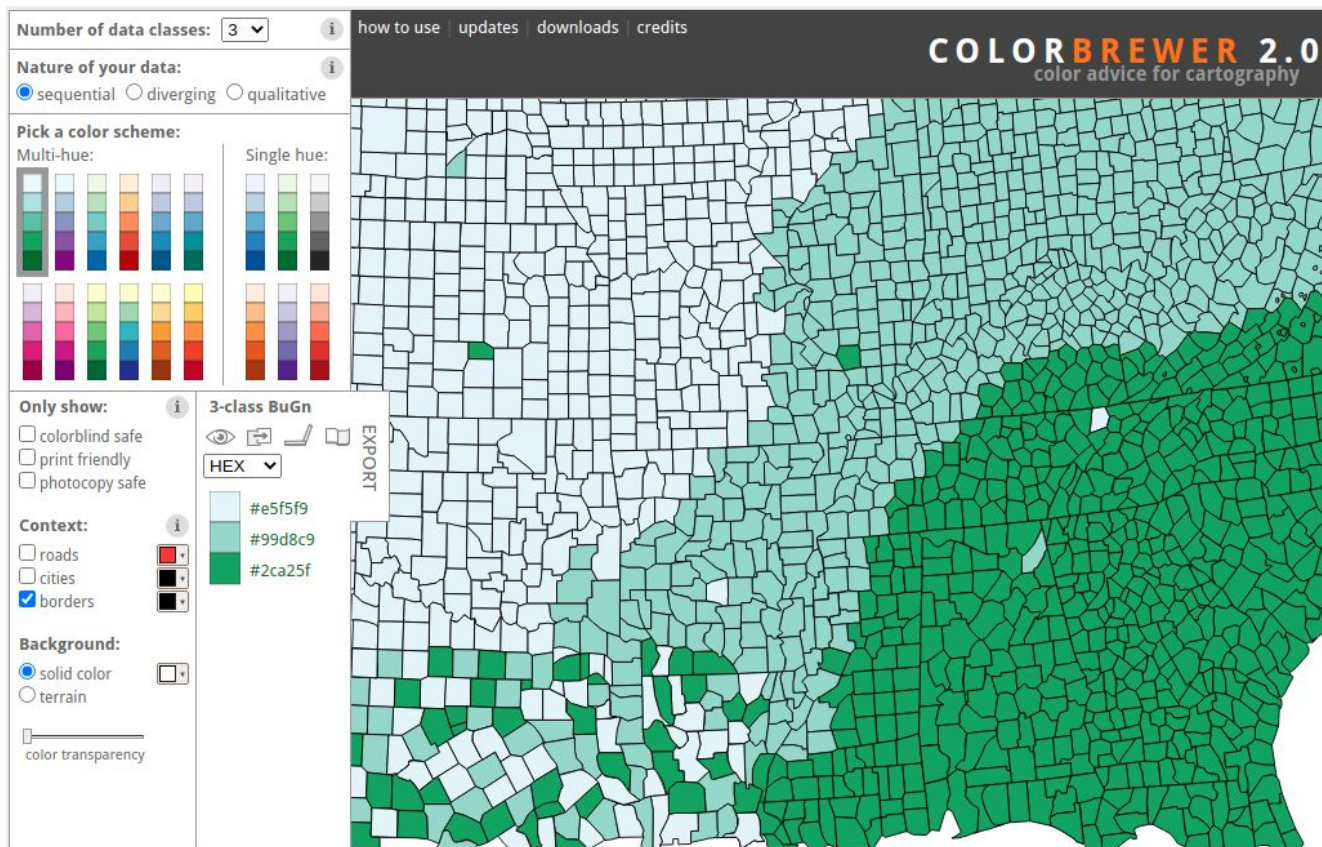 Number of data classes: 3 i
how to use | updates | downloads | credits
COLORBREWER 2.0
color advice for cartography
Nature of your data: i
sequential diverging qualitative
Pick a color scheme:
Multi-hue: Single hue:
Only show: i
colorblind safe
print friendly
photocopy safe
Context: i
roads
cities
borders
Background:
solid color
terrain
color transparency
3-class BuGn
EXPORT
HEX
#e5f5f9
#99d8c9
#2ca25f